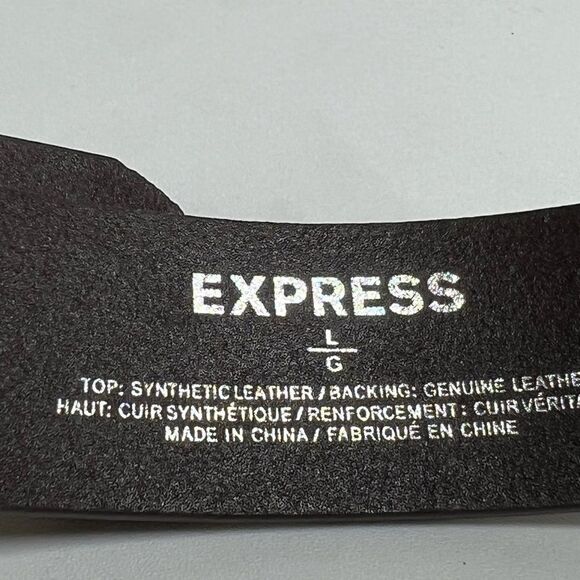 EXPRESS
L
G
TOP: SYNTHETIC LEATHER / BACKING: GENUINE LEATHE
HAUT: CUIR SYNTHÉTIQUE / RENFORCEMENT : CUIR VÉRITA
MADE IN CHINA / FABRIQUÉ EN CHINE